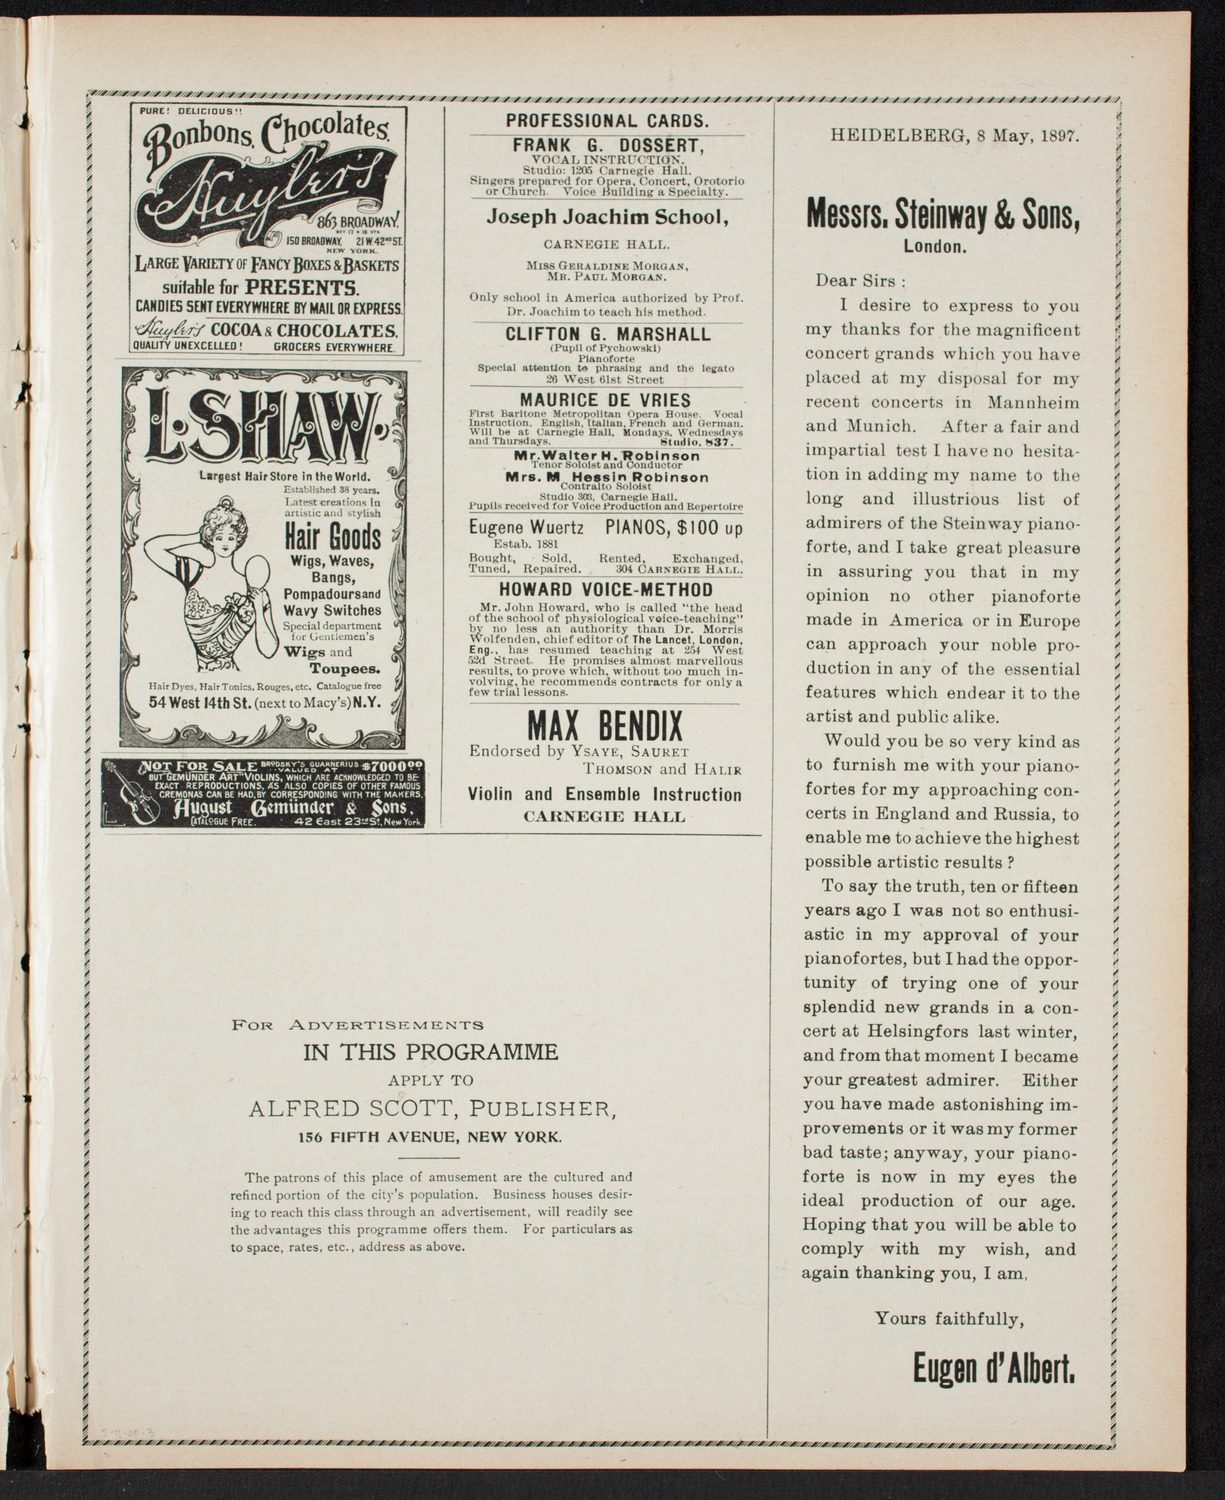 PURE! DELICIOUS!!
Bonbons, Chocolates.
Huyler's
863 BROADWAY.
150 BROADWAY, 21 W. 42ND ST.
NEW YORK.
LARGE VARIETY OF FANCY BOXES & BASKETS
suitable for PRESENTS.
CANDIES SENT EVERYWHERE BY MAIL OR EXPRESS.
Huyler's COCOA & CHOCOLATES,
QUALITY UNEXCELLED! GROCERS EVERYWHERE.
L. SHAW.
Largest Hair Store in the World.
Established 38 years.
Latest creations in
artistic and stylish
Hair Goods
Wigs, Waves,
Bangs,
Pompadours and
Wavy Switches
Special department
for Gentlemen's
Wigs and
Toupees.
Hair Dyes, Hair Tonics, Rouges, etc. Catalogue free
54 West 14th St. (next to Macy's) N.Y.
NOT FOR SALE BRODSKY'S GUARNERIUS VALUED AT $7000.00
BUT "GEMÜNDER ART" VIOLINS, WHICH ARE ACKNOWLEDGED TO BE
EXACT REPRODUCTIONS, AS ALSO COPIES OF OTHER FAMOUS
CREMONAS CAN BE HAD, BY CORRESPONDING WITH THE MAKERS.
August Gemünder & Sons,
CATALOGUE FREE. 42 East 23rd St, New York.
PROFESSIONAL CARDS.
FRANK G. DOSSERT,
VOCAL INSTRUCTION.
Studio: 1205 Carnegie Hall.
Singers prepared for Opera, Concert, Orotorio
or Church. Voice Building a Specialty.
Joseph Joachim School,
CARNEGIE HALL.
MISS GERALDINE MORGAN,
MR. PAUL MORGAN.
Only school in America authorized by Prof.
Dr. Joachim to teach his method.
CLIFTON G. MARSHALL
(Pupil of Pychowski)
Pianoforte
Special attention to phrasing and the legato
26 West 61st Street
MAURICE DE VRIES
First Baritone Metropolitan Opera House. Vocal
Instruction. English, Italian, French and German.
Will be at Carnegie Hall, Mondays, Wednesdays
and Thursdays. Studio, 837.
Mr. Walter H. Robinson
Tenor Soloist and Conductor
Mrs. M Hessin Robinson
Contralto Soloist
Studio 303, Carnegie Hall.
Pupils received for Voice Production and Repertoire
Eugene Wuertz PIANOS, $100 up
Estab. 1881
Bought, Sold, Rented, Exchanged,
Tuned, Repaired. 304 CARNEGIE HALL.
HOWARD VOICE-METHOD
Mr. John Howard, who is called "the head
of the school of physiological voice-teaching"
by no less an authority than Dr. Morris
Wolfenden, chief editor of The Lancet, London,
Eng., has resumed teaching at 254 West
52d Street. He promises almost marvellous
results, to prove which, without too much in-
volving, he recommends contracts for only a
few trial lessons.
MAX BENDIX
Endorsed by YSAYE, SAURET
THOMSON and HALIR
Violin and Ensemble Instruction
CARNEGIE HALL
FOR ADVERTISEMENTS
IN THIS PROGRAMME
APPLY TO
ALFRED SCOTT, PUBLISHER,
156 FIFTH AVENUE, NEW YORK.
The patrons of this place of amusement are the cultured and
refined portion of the city's population. Business houses desir-
ing to reach this class through an advertisement, will readily see
the advantages this programme offers them. For particulars as
to space, rates, etc., address as above.
HEIDELBERG, 8 May, 1897.
Messrs. Steinway & Sons,
London.
Dear Sirs :
I desire to express to you
my thanks for the magnificent
concert grands which you have
placed at my disposal for my
recent concerts in Mannheim
and Munich. After a fair and
impartial test I have no hesita-
tion in adding my name to the
long and illustrious list of
admirers of the Steinway piano-
forte, and I take great pleasure
in assuring you that in my
opinion no other pianoforte
made in America or in Europe
can approach your noble pro-
duction in any of the essential
features which endear it to the
artist and public alike.
Would you be so very kind as
to furnish me with your piano-
fortes for my approaching con-
certs in England and Russia, to
enable me to achieve the highest
possible artistic results ?
To say the truth, ten or fifteen
years ago I was not so enthusi-
astic in my approval of your
pianofortes, but I had the oppor-
tunity of trying one of your
splendid new grands in a con-
cert at Helsingfors last winter,
and from that moment I became
your greatest admirer. Either
you have made astonishing im-
provements or it was my former
bad taste; anyway, your piano-
forte is now in my eyes the
ideal production of our age.
Hoping that you will be able to
comply with my wish, and
again thanking you, I am,
Yours faithfully,
Eugen d'Albert.